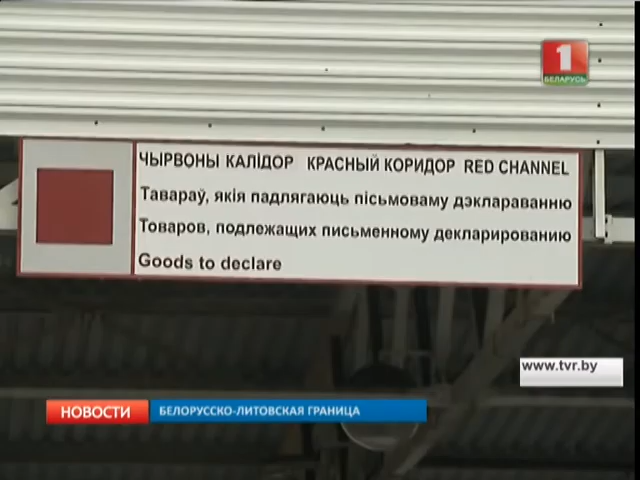 1
БЕЛАРУСЬ
ЧЫРВОНЫ КАЛІДОР КРАСНЫЙ КОРИДОР RED CHANNEL
Тавараў, якія падлягаюць пісьмоваму дэклараванню
Товаров, подлежащих письменному декларированию
Goods to declare
www.tvr.by
НОВОСТИ БЕЛОРУССКО-ЛИТОВСКАЯ ГРАНИЦА